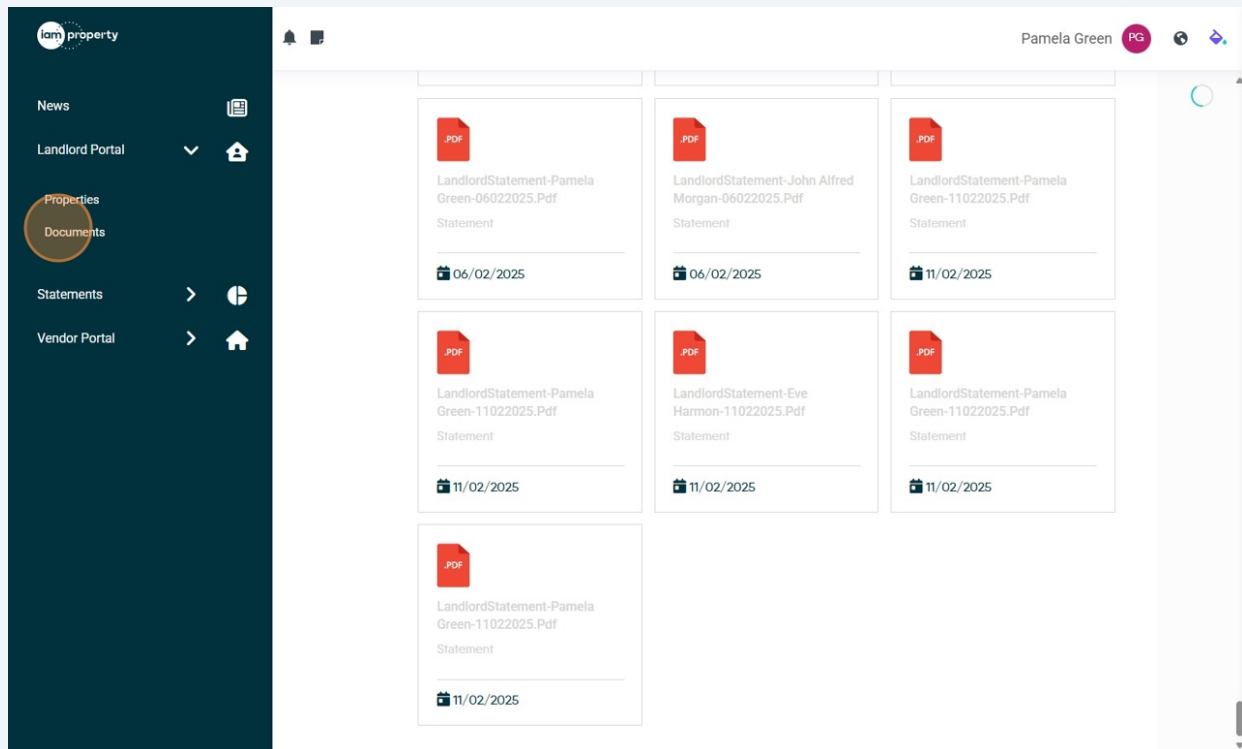 iam property
Pamela Green PG
News
Landlord Portal
Properties
Documents
Statements
Vendor Portal
.PDF
LandlordStatement-Pamela
Green-06022025.Pdf
Statement
06/02/2025
.PDF
LandlordStatement-John Alfred
Morgan-06022025.Pdf
Statement
06/02/2025
.PDF
LandlordStatement-Pamela
Green-11022025.Pdf
Statement
11/02/2025
.PDF
LandlordStatement-Pamela
Green-11022025.Pdf
Statement
11/02/2025
.PDF
LandlordStatement-Eve
Harmon-11022025.Pdf
Statement
11/02/2025
.PDF
LandlordStatement-Pamela
Green-11022025.Pdf
Statement
11/02/2025
.PDF
LandlordStatement-Pamela
Green-11022025.Pdf
Statement
11/02/2025